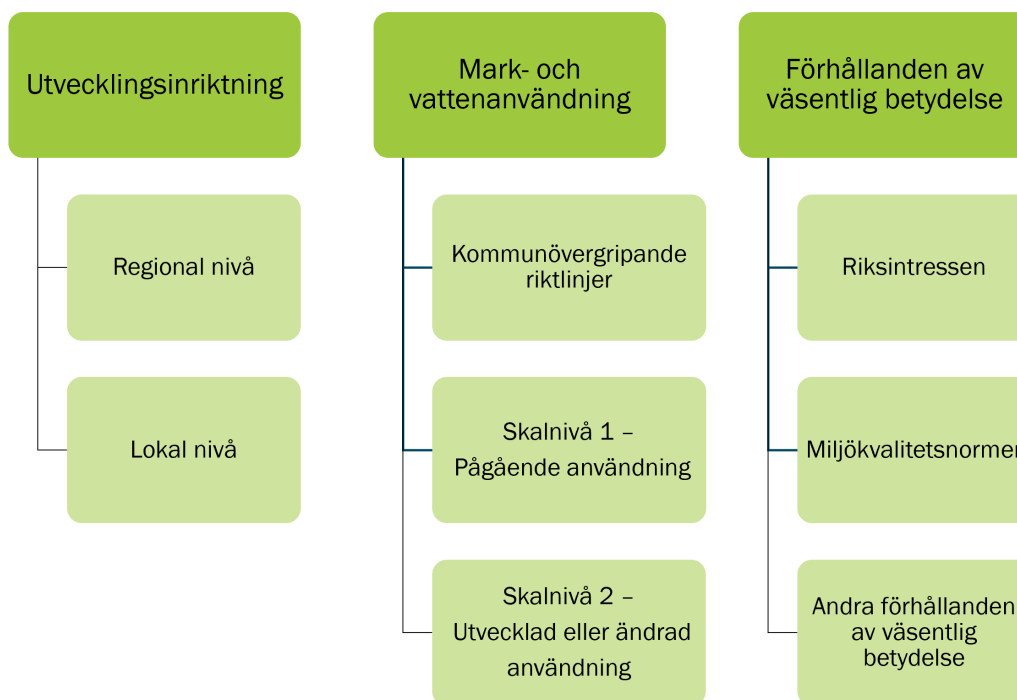 Utvecklingsinriktning
Regional nivå
Lokal nivå
Mark- och
vattenanvändning
Kommunövergripande
riktlinjer
Skalnivå 1 –
Pågående användning
Skalnivå 2 –
Utvecklad eller ändrad
användning
Förhållanden av
väsentlig betydelse
Riksintressen
Miljökvalitetsnormer
Andra förhållanden
av väsentlig
betydelse